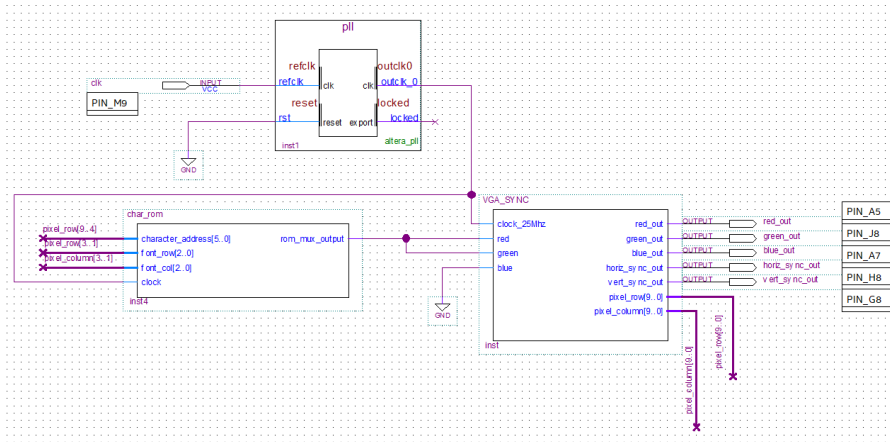 pll
refclk
outclk0
refclk
clk
clk
outclk_0
reset
locked
rst
reset
export
locked
inst1
altera_pll
clk
INPUT
VCC
PIN_M9
GND
char_rom
pixel_row[9..4]
pixel_row[3..1]
pixel_column[3..1]
character_address[5..0]
font_row[2..0]
font_col[2..0]
clock
rom_mux_output
inst4
GND
VGA_SYNC
clock_25Mhz
red
green
blue
red_out
green_out
blue_out
horiz_sync_out
vert_sync_out
pixel_row[9..0]
pixel_column[9..0]
inst
OUTPUT
red_out
OUTPUT
green_out
OUTPUT
blue_out
OUTPUT
horiz_sync_out
OUTPUT
vert_sync_out
PIN_A5
PIN_J8
PIN_A7
PIN_H8
PIN_G8
pixel_column[9..0]
pixel_row[9..0]